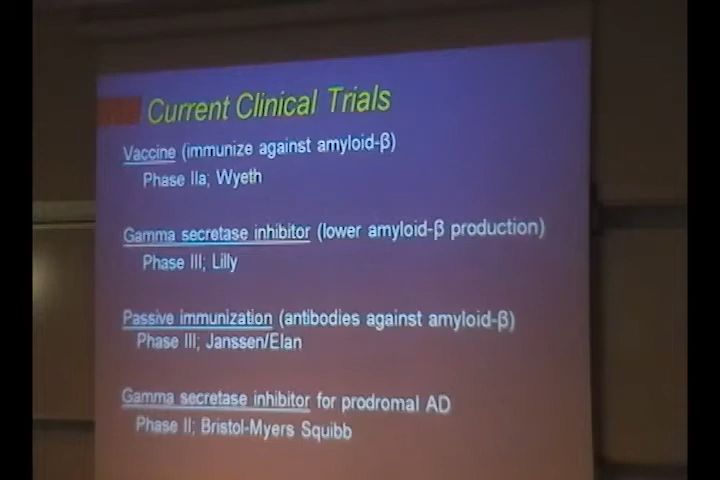 Current Clinical Trials
Vaccine (immunize against amyloid-β)
Phase IIa; Wyeth
Gamma secretase inhibitor (lower amyloid-β production)
Phase III; Lilly
Passive immunization (antibodies against amyloid-β)
Phase III; Janssen/Elan
Gamma secretase inhibitor for prodromal AD
Phase II; Bristol-Myers Squibb